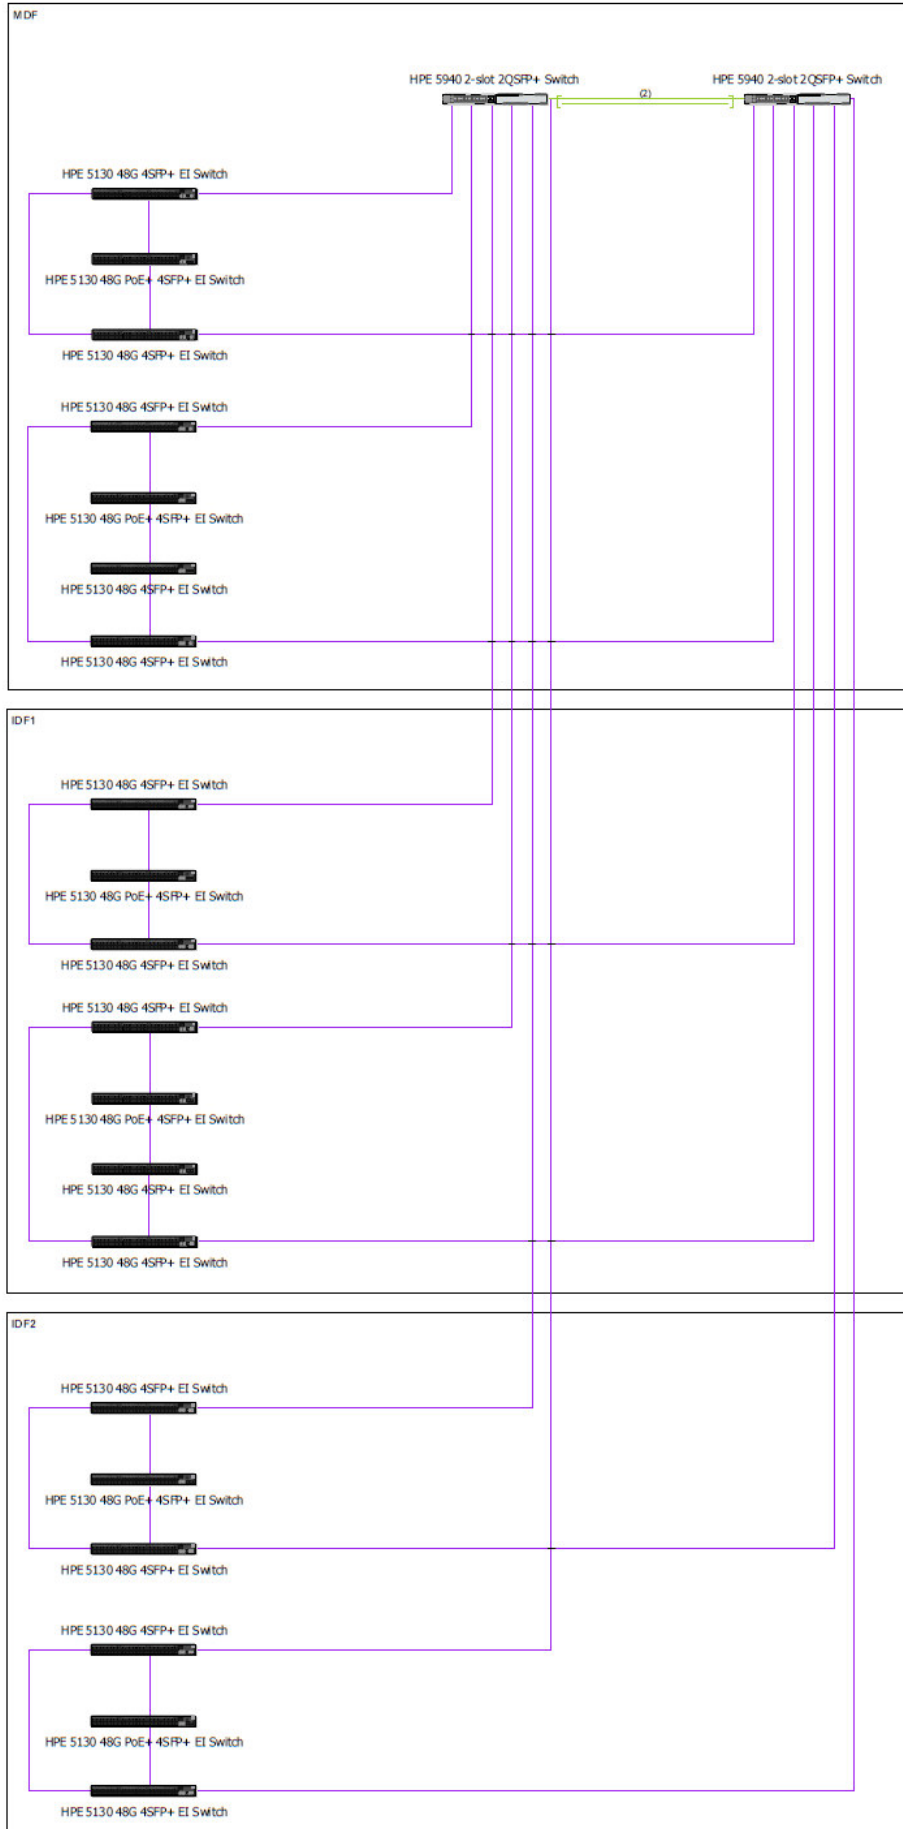 MDF
HPE 5940 2-slot 2QSFP+ Switch
HPE 5940 2-slot 2QSFP+ Switch
(2)
HPE 5130 48G 4SFP+ EI Switch
HPE 5130 48G PoE+ 4SFP+ EI Switch
HPE 5130 48G 4SFP+ EI Switch
HPE 5130 48G 4SFP+ EI Switch
HPE 5130 48G PoE+ 4SFP+ EI Switch
HPE 5130 48G 4SFP+ EI Switch
HPE 5130 48G 4SFP+ EI Switch
IDF1
HPE 5130 48G 4SFP+ EI Switch
HPE 5130 48G PoE+ 4SFP+ EI Switch
HPE 5130 48G 4SFP+ EI Switch
HPE 5130 48G 4SFP+ EI Switch
HPE 5130 48G PoE+ 4SFP+ EI Switch
HPE 5130 48G 4SFP+ EI Switch
HPE 5130 48G 4SFP+ EI Switch
IDF2
HPE 5130 48G 4SFP+ EI Switch
HPE 5130 48G PoE+ 4SFP+ EI Switch
HPE 5130 48G 4SFP+ EI Switch
HPE 5130 48G 4SFP+ EI Switch
HPE 5130 48G PoE+ 4SFP+ EI Switch
HPE 5130 48G 4SFP+ EI Switch